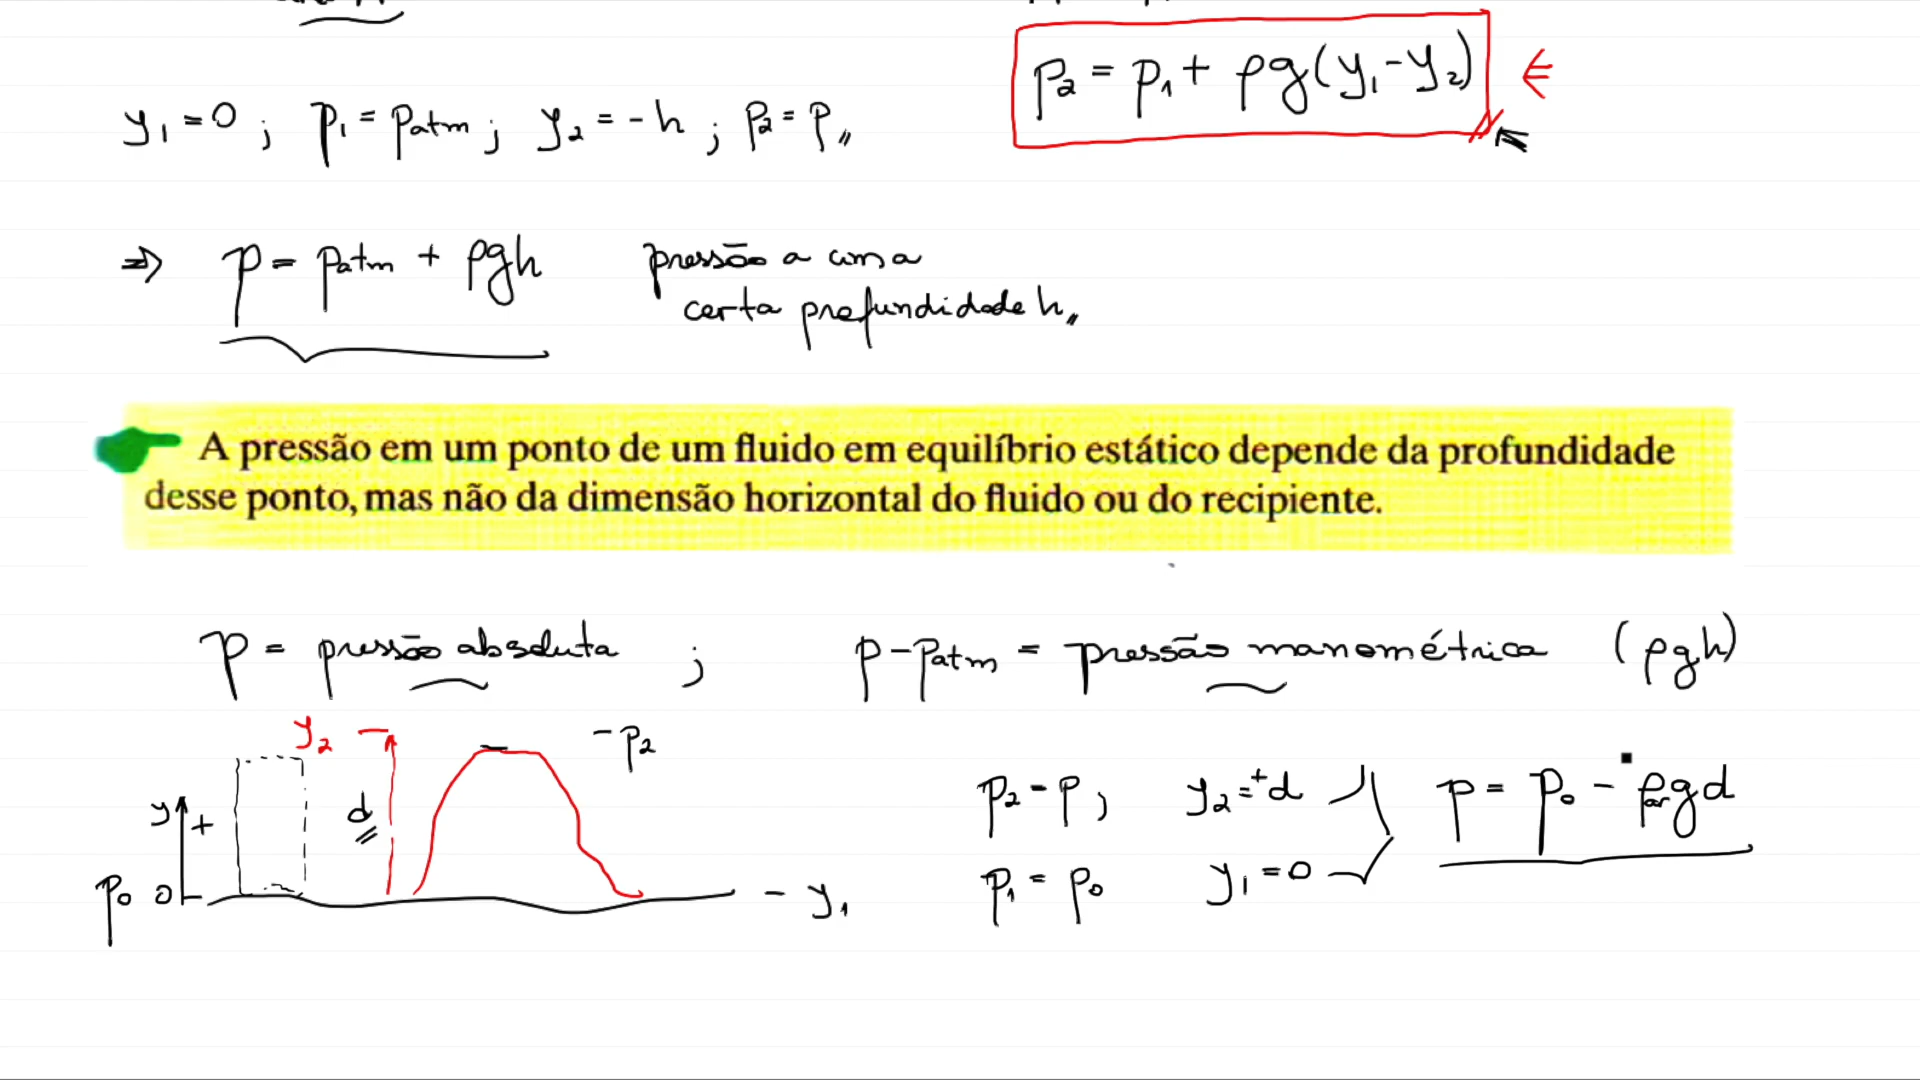 p₂ = p₁ + ρg(y₁-y₂)
y₁=0 ; p₁=patm ; y₂ = -h ; p₂=p,,
⇒ p = patm + ρgh pressão a uma
certa profundidade h,,
A pressão em um ponto de um fluido em equilíbrio estático depende da profundidade
desse ponto, mas não da dimensão horizontal do fluido ou do recipiente.
p = pressão absoluta ; p-patm = pressão manométrica (ρgh)
y₂ - p₂
p₂=p ; y₂=+d p = p₀ - ρar g d
y + d
p₀ 0 - y₁
p₁ = p₀ y₁=0